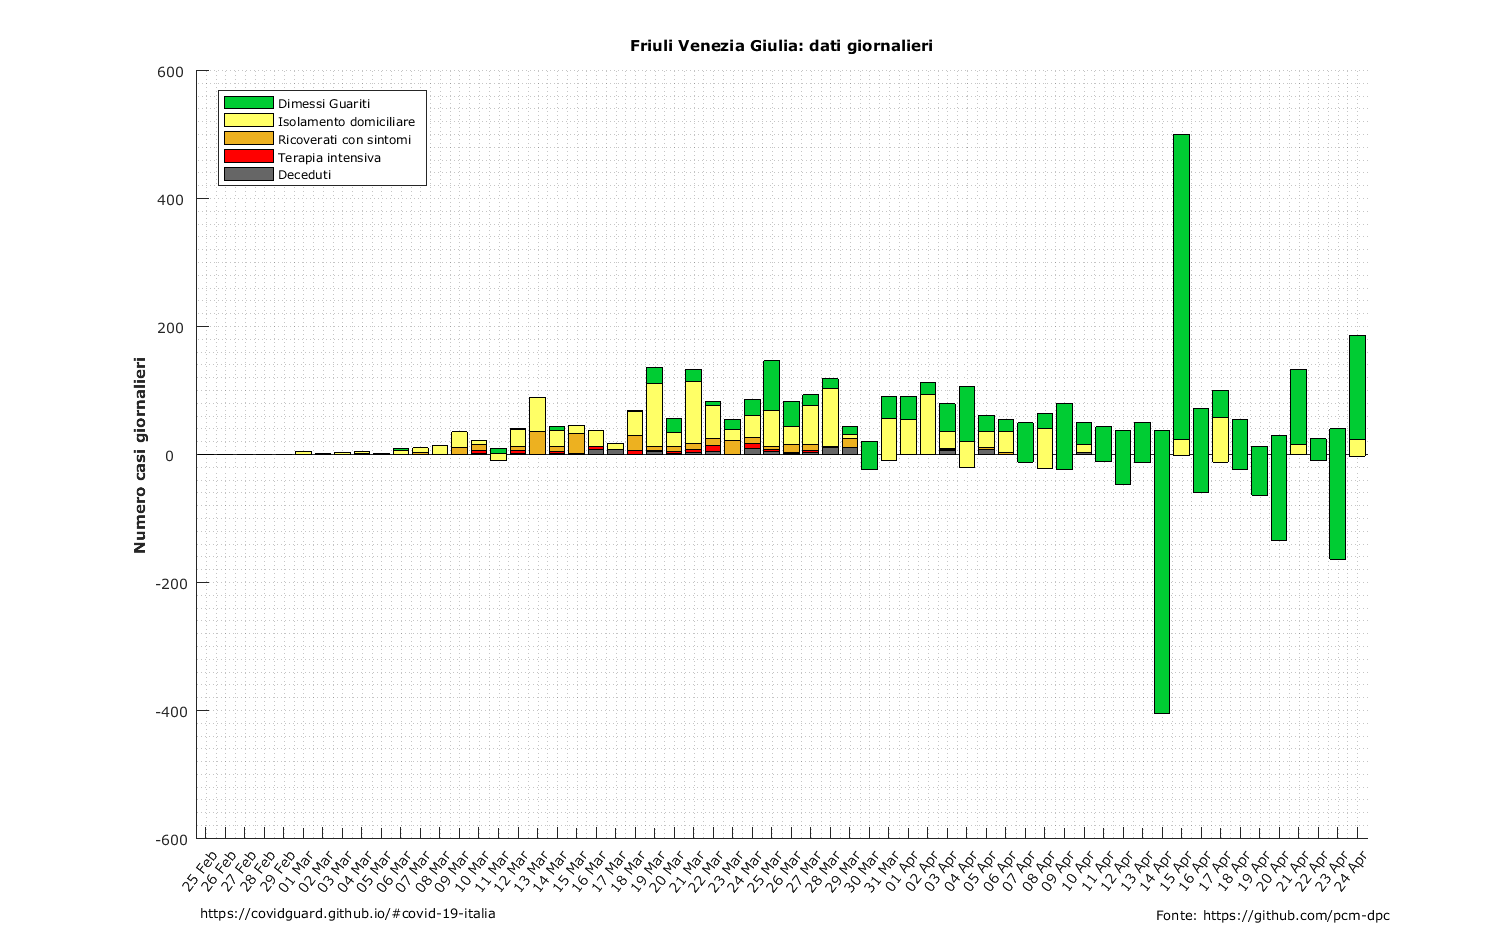 Friuli Venezia Giulia: dati giornalieri
600
400
200
0
-200
-400
-600
Numero casi giornalieri
Dimessi Guariti
Isolamento domiciliare
Ricoverati con sintomi
Terapia intensiva
Deceduti
25 Feb
26 Feb
27 Feb
28 Feb
29 Feb
01 Mar
02 Mar
03 Mar
04 Mar
05 Mar
06 Mar
07 Mar
08 Mar
09 Mar
10 Mar
11 Mar
12 Mar
13 Mar
14 Mar
15 Mar
16 Mar
17 Mar
18 Mar
19 Mar
20 Mar
21 Mar
22 Mar
23 Mar
24 Mar
25 Mar
26 Mar
27 Mar
28 Mar
29 Mar
30 Mar
31 Mar
01 Apr
02 Apr
03 Apr
04 Apr
05 Apr
06 Apr
07 Apr
08 Apr
09 Apr
10 Apr
11 Apr
12 Apr
13 Apr
14 Apr
15 Apr
16 Apr
17 Apr
18 Apr
19 Apr
20 Apr
21 Apr
22 Apr
23 Apr
24 Apr
https://covidguard.github.io/#covid-19-italia
Fonte: https://github.com/pcm-dpc